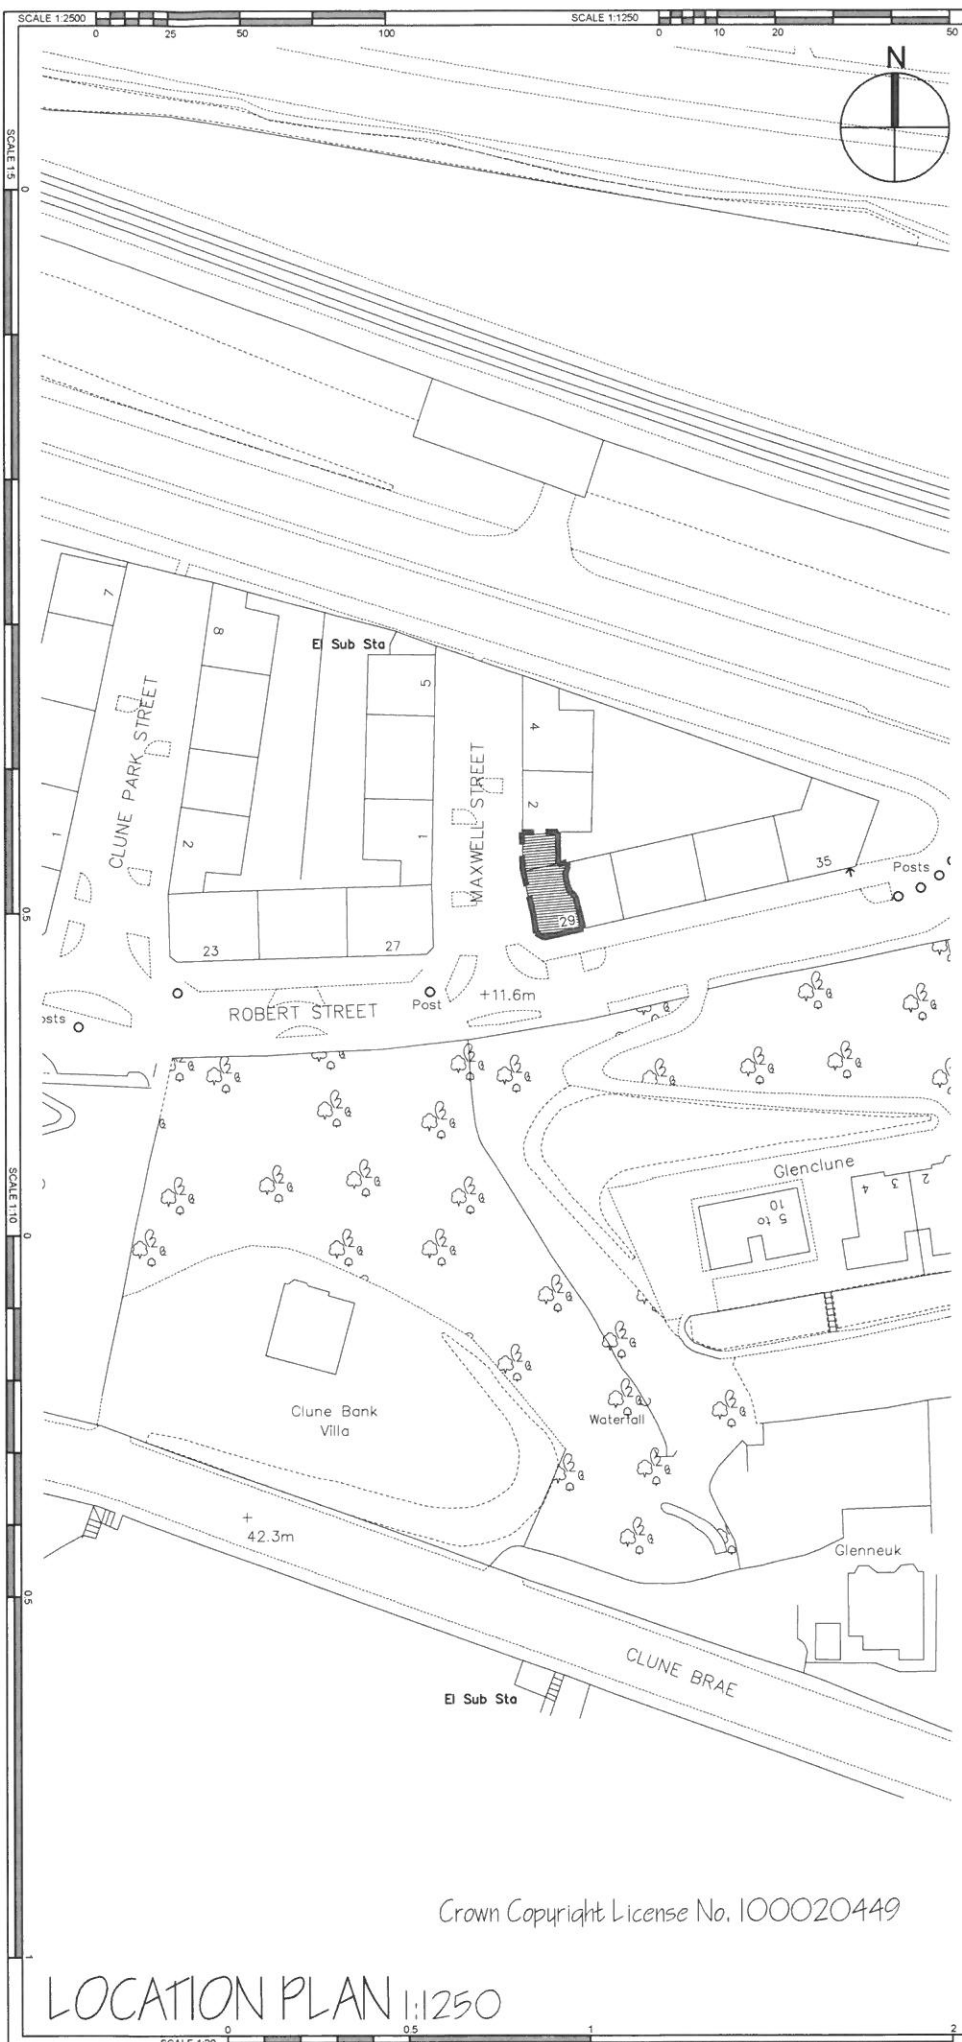 SCALE 1:2500
0 25 50 100
SCALE 1:1250
0 10 20 50
N
SCALE 1:5
0
0.5
SCALE 1:10
0
0.5
1
7
8
El Sub Sta
5
4
2
CLUNE PARK STREET
MAXWELL STREET
1
2
1
35
Posts
29
23
27
+11.6m
Post
ROBERT STREET
Glenclune
5 to 10
4
3
2
Clune Bank
Villa
Waterfall
+
42.3m
Glenneuk
CLUNE BRAE
El Sub Sta
Crown Copyright License No. 100020449
LOCATION PLAN 1:1250
0 0.5 1 2